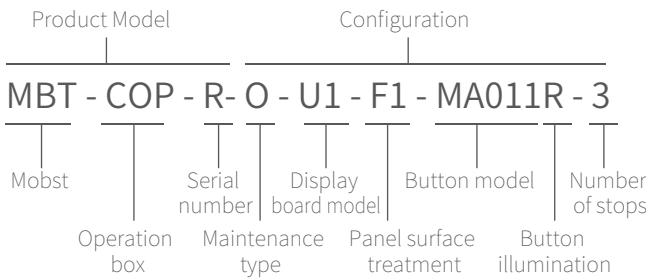 Product Model
Configuration
MBT - COP - R- O - U1 - F1 - MA011R - 3
Mobst
Serial
number
Display
board model
Button model
Number
of stops
Operation
box
Maintenance
type
Panel surface
treatment
Button
illumination